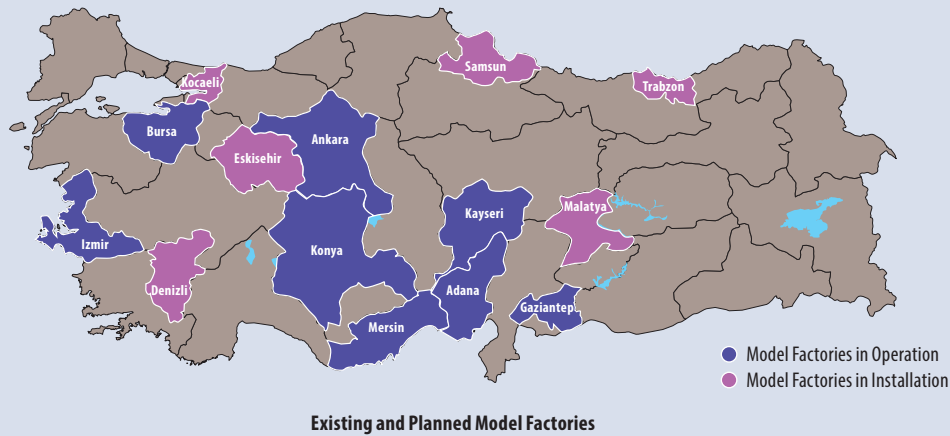 Samsun
Kocaeli
Trabzon
Bursa
Ankara
Eskisehir
Malatya
Kayseri
Izmir
Konya
Denizli
Adana
Gaziantep
Mersin
Model Factories in Operation
Model Factories in Installation
Existing and Planned Model Factories